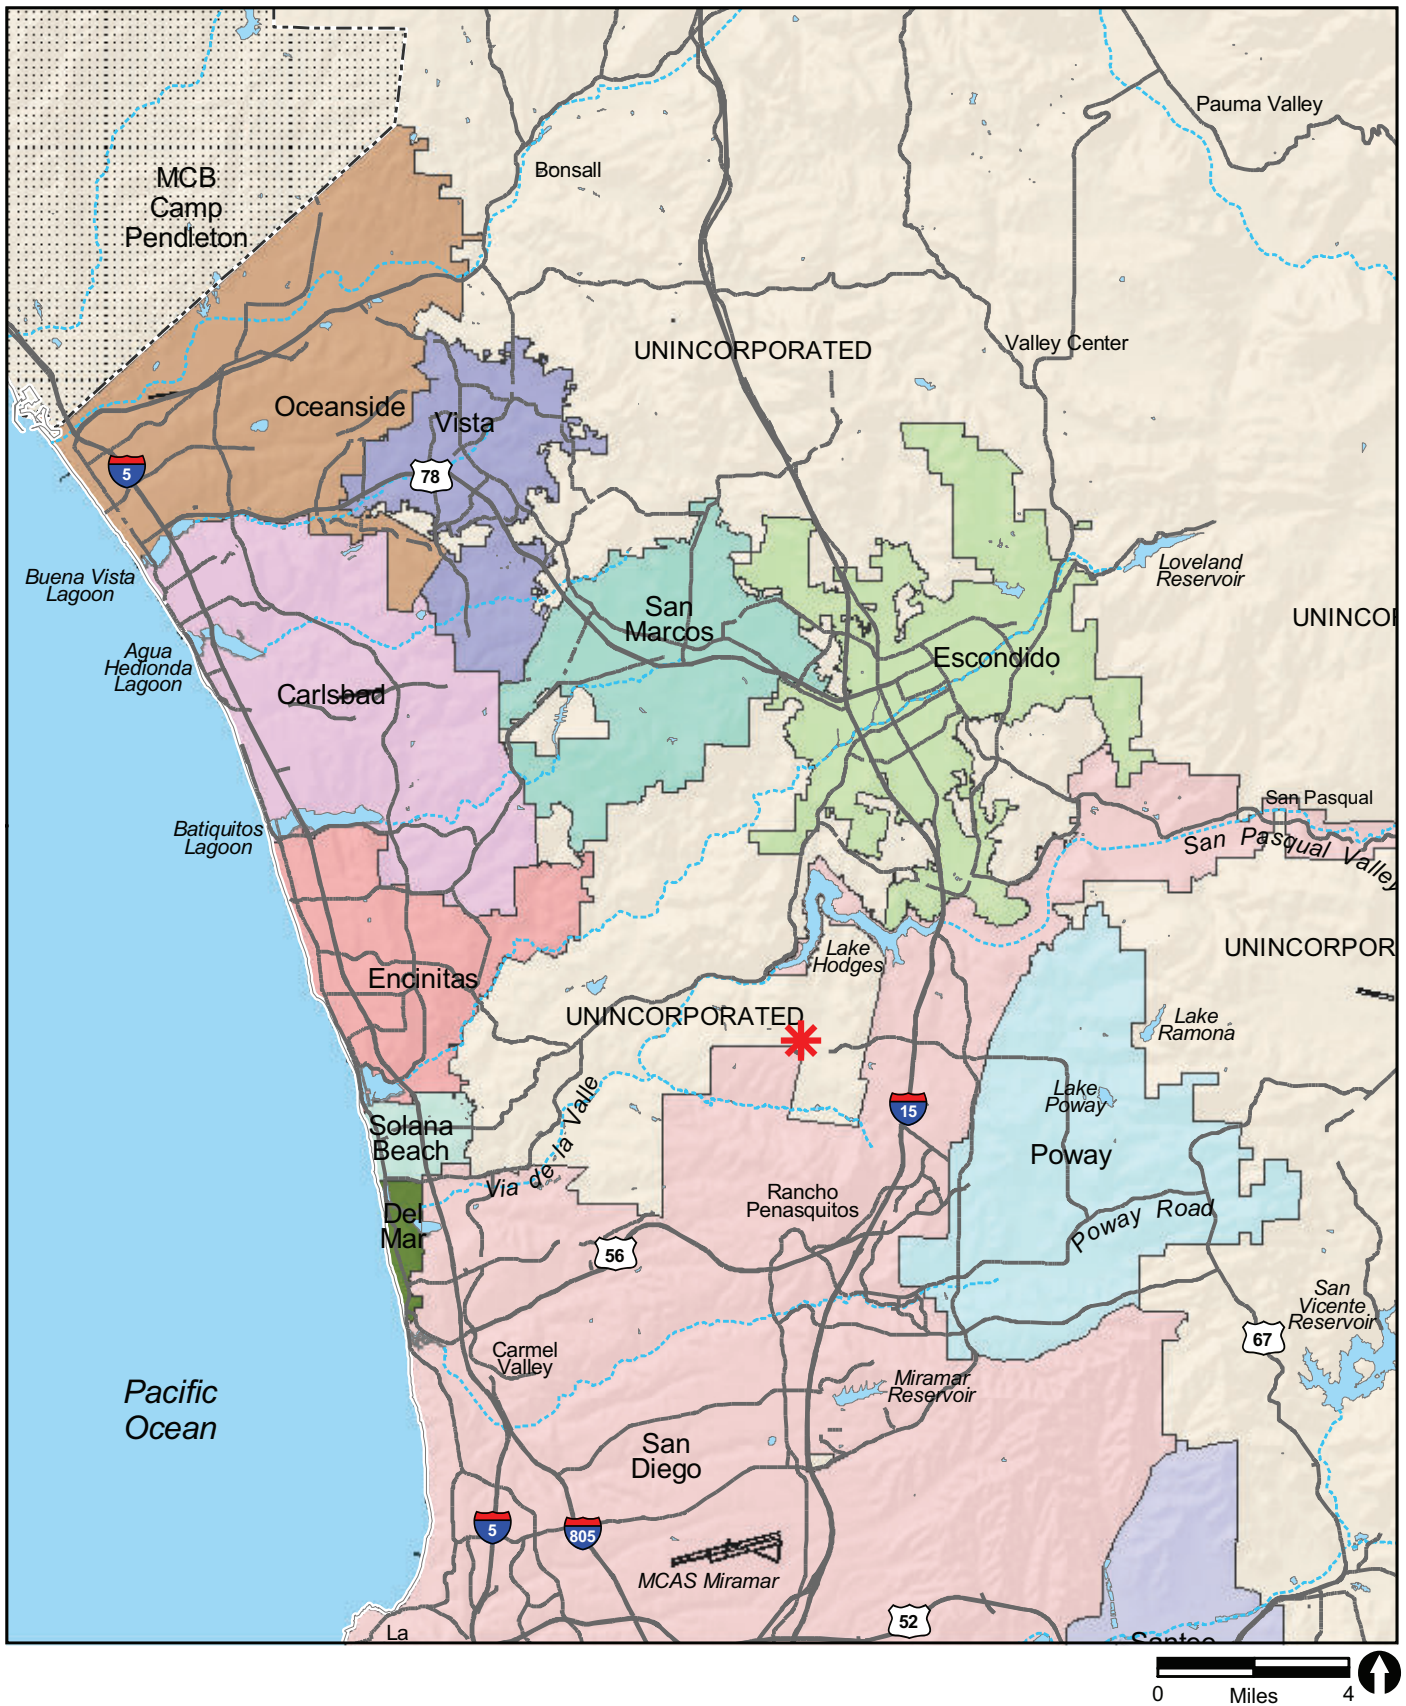 Pauma Valley
Bonsall
MCB
Camp
Pendleton
UNINCORPORATED
Valley Center
Oceanside
Vista
78
5
Loveland
Reservoir
Buena Vista
Lagoon
San
Marcos
UNINCOR
Agua
Hedionda
Lagoon
Escondido
Carlsbad
San Pasqual
Batiquitos
Lagoon
San Pasqual Valley
Lake
Hodges
UNINCORPOR
Encinitas
UNINCORPORATED
Lake
Ramona
Lake
Poway
15
Solana
Beach
Via de la Valle
Poway
Rancho
Penasquitos
Del
Mar
Poway Road
56
San
Vicente
Reservoir
67
Carmel
Valley
Miramar
Reservoir
Pacific
Ocean
San
Diego
5
805
MCAS Miramar
52
La
Santee
0 Miles 4